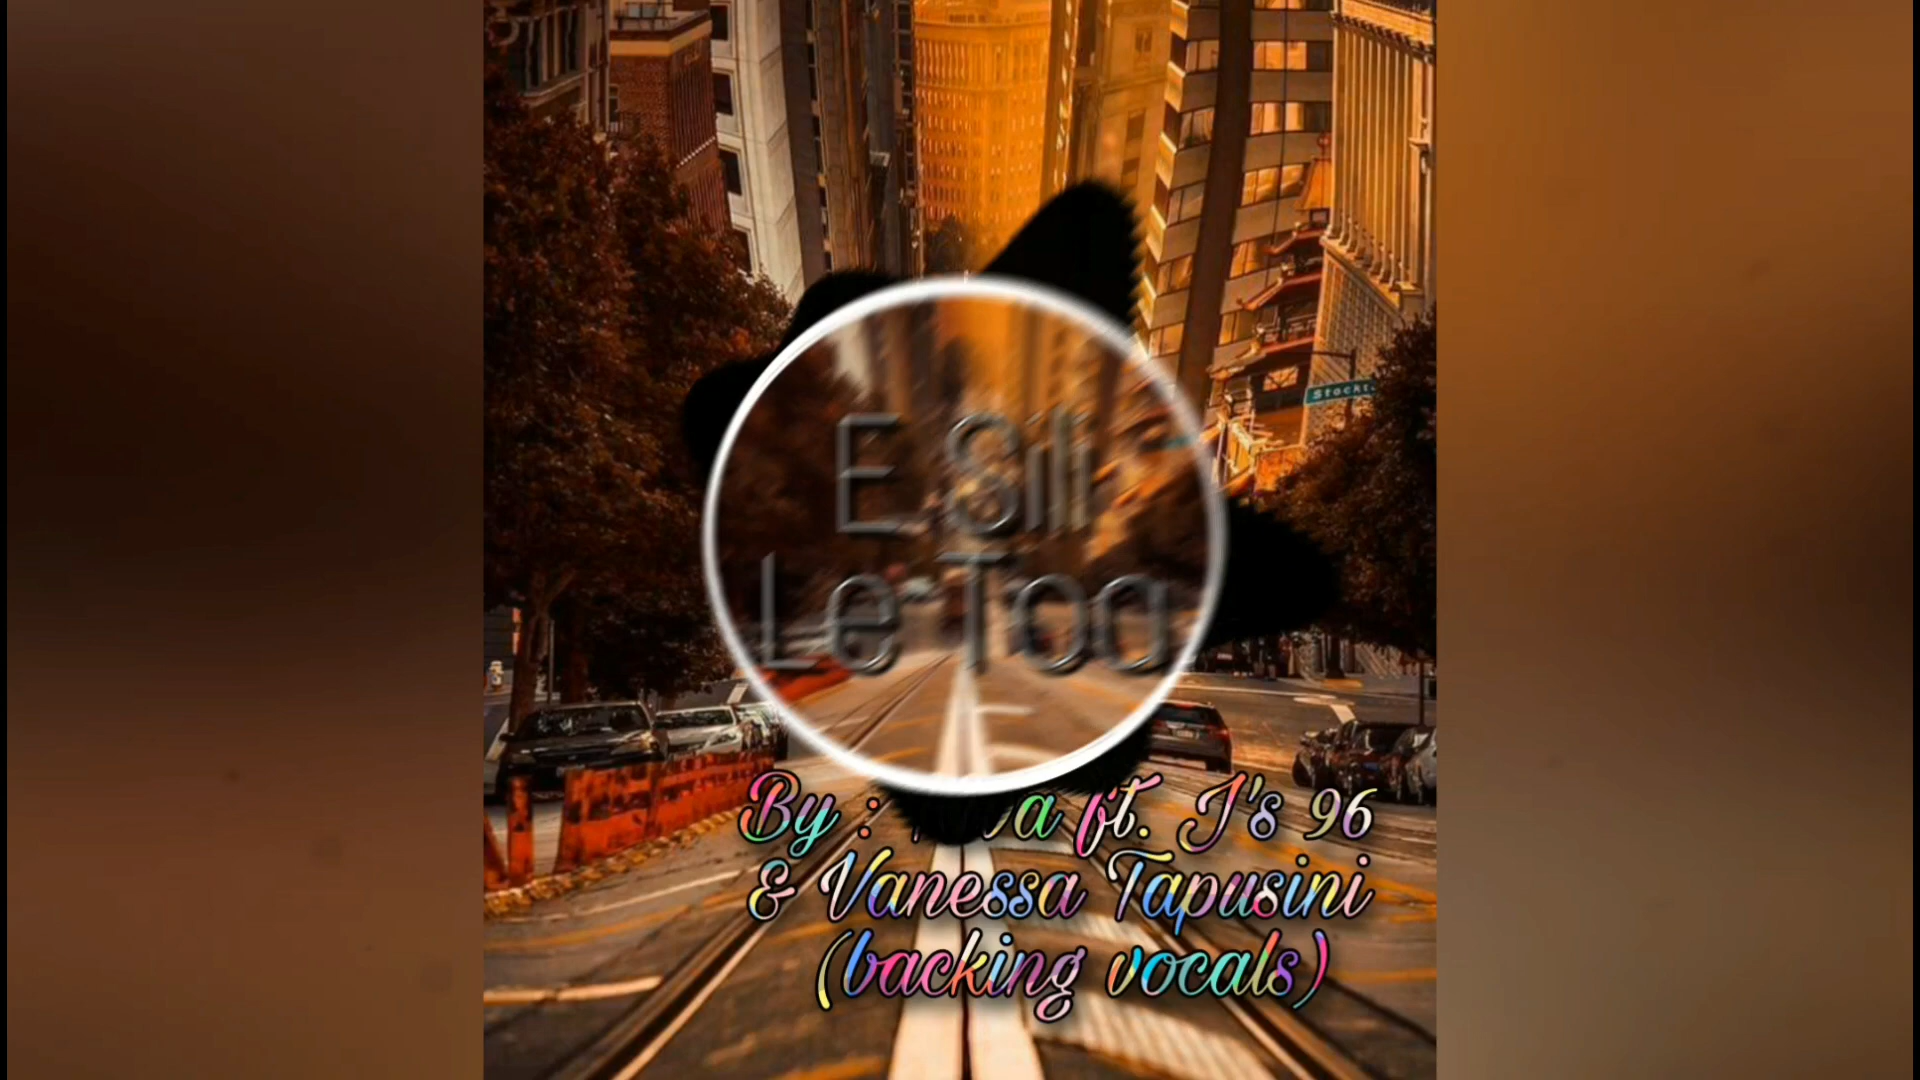 Stockt
E Sili
Le Toa
By : ft. J's 96
& Vanessa Tapusini
(backing vocals)